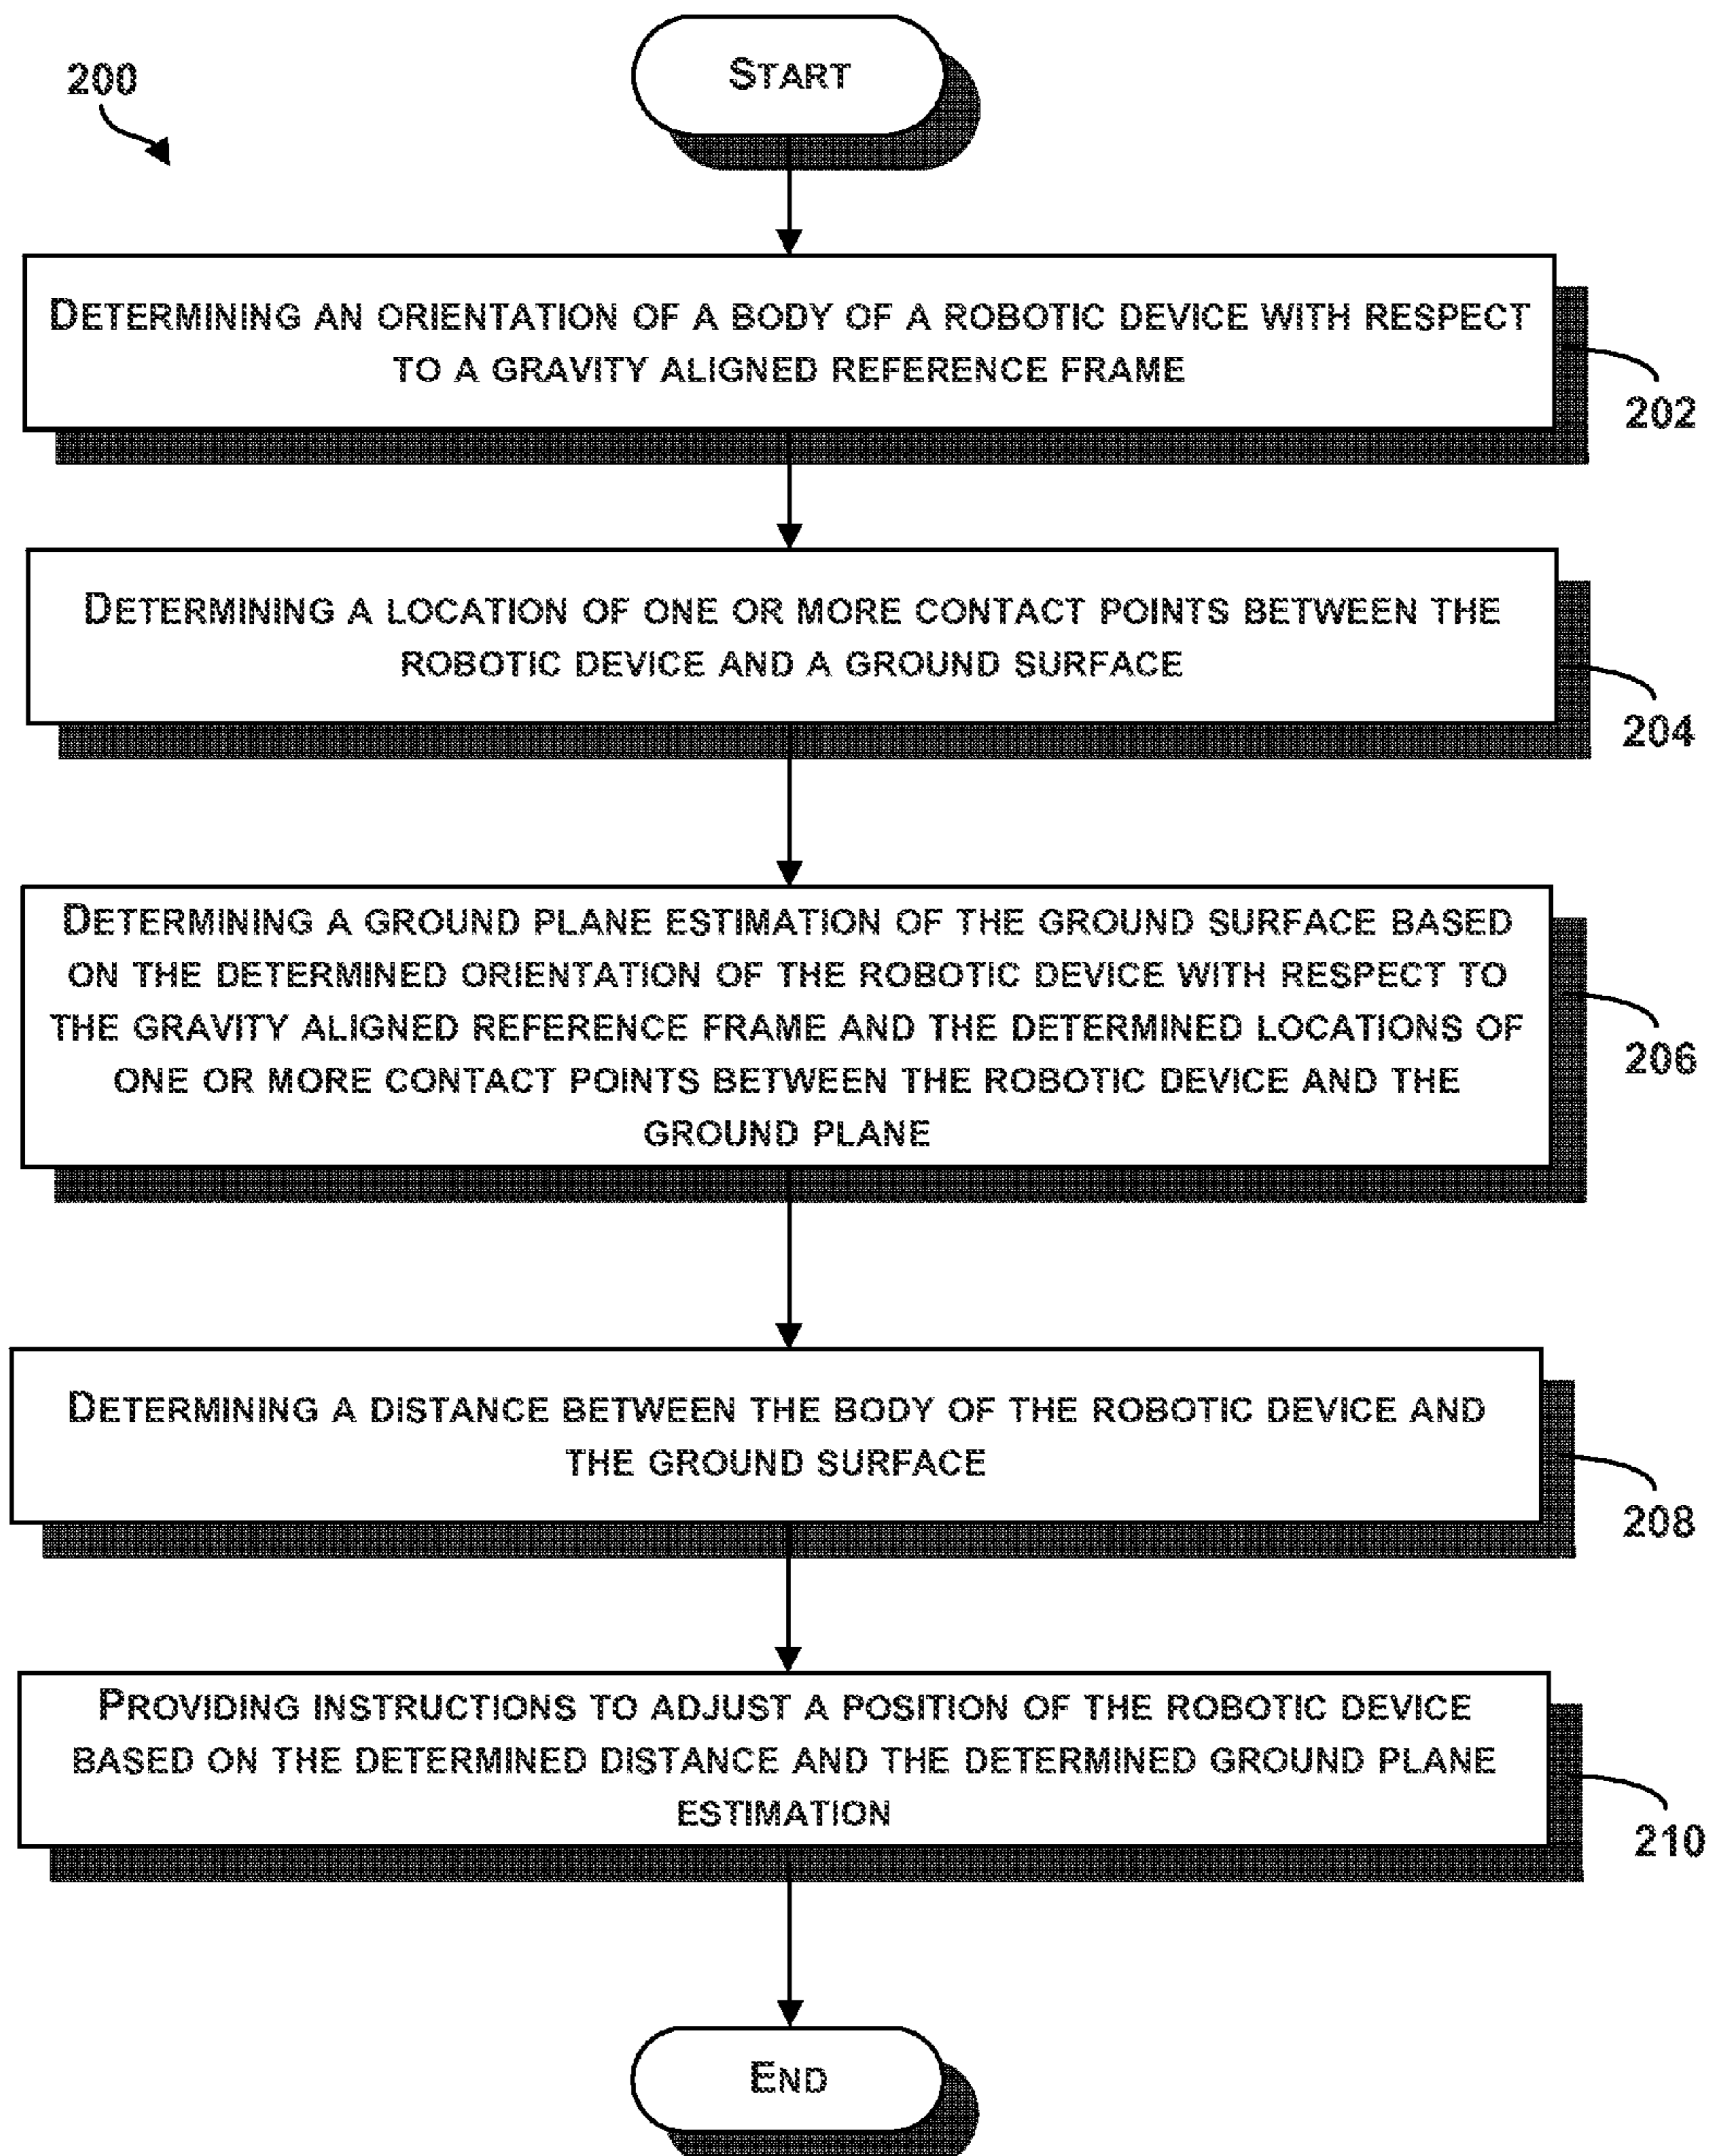 200
START
DETERMINING AN ORIENTATION OF A BODY OF A ROBOTIC DEVICE WITH RESPECT
TO A GRAVITY ALIGNED REFERENCE FRAME
202
DETERMINING A LOCATION OF ONE OR MORE CONTACT POINTS BETWEEN THE
ROBOTIC DEVICE AND A GROUND SURFACE
204
DETERMINING A GROUND PLANE ESTIMATION OF THE GROUND SURFACE BASED
ON THE DETERMINED ORIENTATION OF THE ROBOTIC DEVICE WITH RESPECT TO
THE GRAVITY ALIGNED REFERENCE FRAME AND THE DETERMINED LOCATIONS OF
ONE OR MORE CONTACT POINTS BETWEEN THE ROBOTIC DEVICE AND THE
GROUND PLANE
206
DETERMINING A DISTANCE BETWEEN THE BODY OF THE ROBOTIC DEVICE AND
THE GROUND SURFACE
208
PROVIDING INSTRUCTIONS TO ADJUST A POSITION OF THE ROBOTIC DEVICE
BASED ON THE DETERMINED DISTANCE AND THE DETERMINED GROUND PLANE
ESTIMATION
210
END